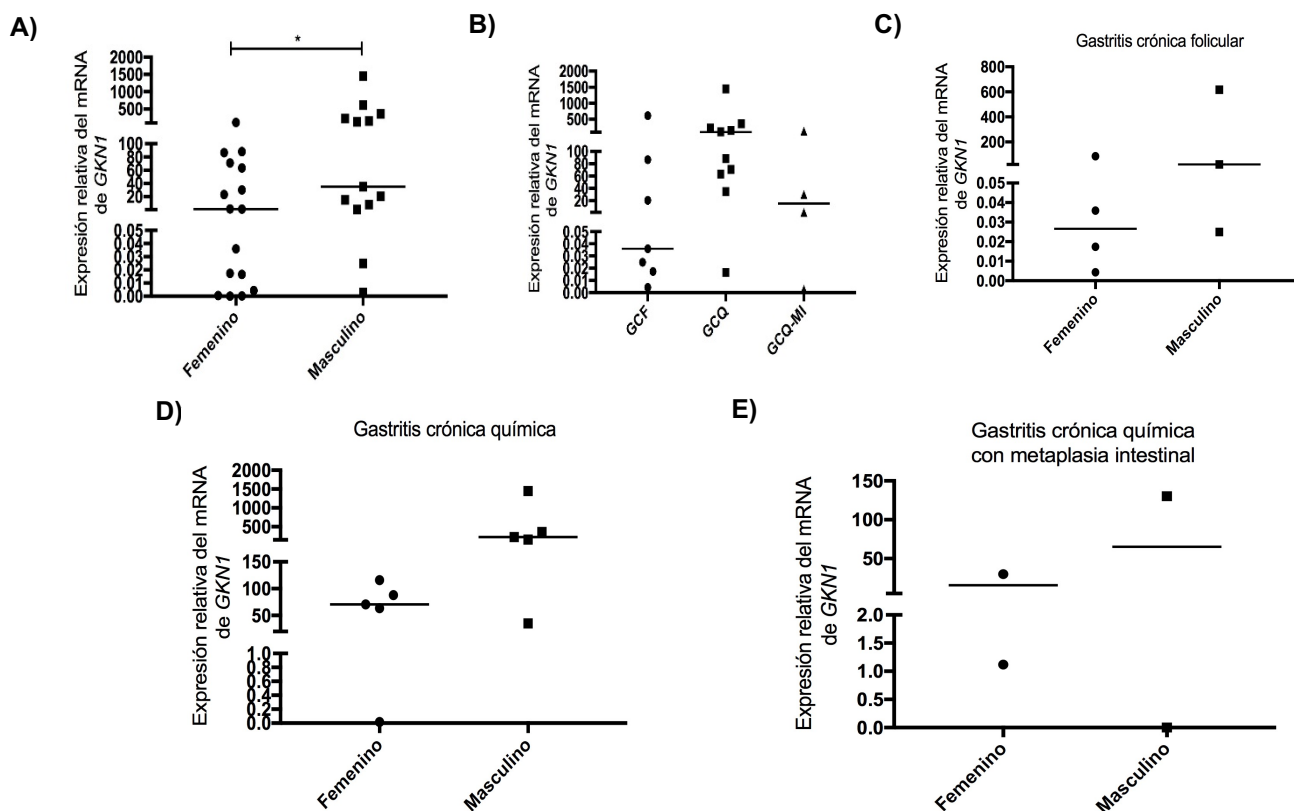 A)
*
Expresión relativa del mRNA
de GKN1
2000
1500
1000
500
100
80
60
40
20
0.05
0.04
0.03
0.02
0.01
0.00
Femenino
Masculino
B)
Expresión relativa del mRNA
de GKN1
2000
1500
1000
500
100
80
60
40
20
0.05
0.04
0.03
0.02
0.01
0.00
GCF
GCQ
GCQ-MI
C)
Gastritis crónica folicular
Expresión relativa del mRNA
de GKN1
800
600
400
200
0.05
0.04
0.03
0.02
0.01
0.00
Femenino
Masculino
D)
Gastritis crónica química
Expresión relativa del mRNA
de GKN1
2000
1500
1000
500
150
100
50
1.0
0.8
0.6
0.4
0.2
0.0
Femenino
Masculino
E)
Gastritis crónica química
con metaplasia intestinal
Expresión relativa del mRNA
de GKN1
150
100
50
2.0
1.5
1.0
0.5
0.0
Femenino
Masculino